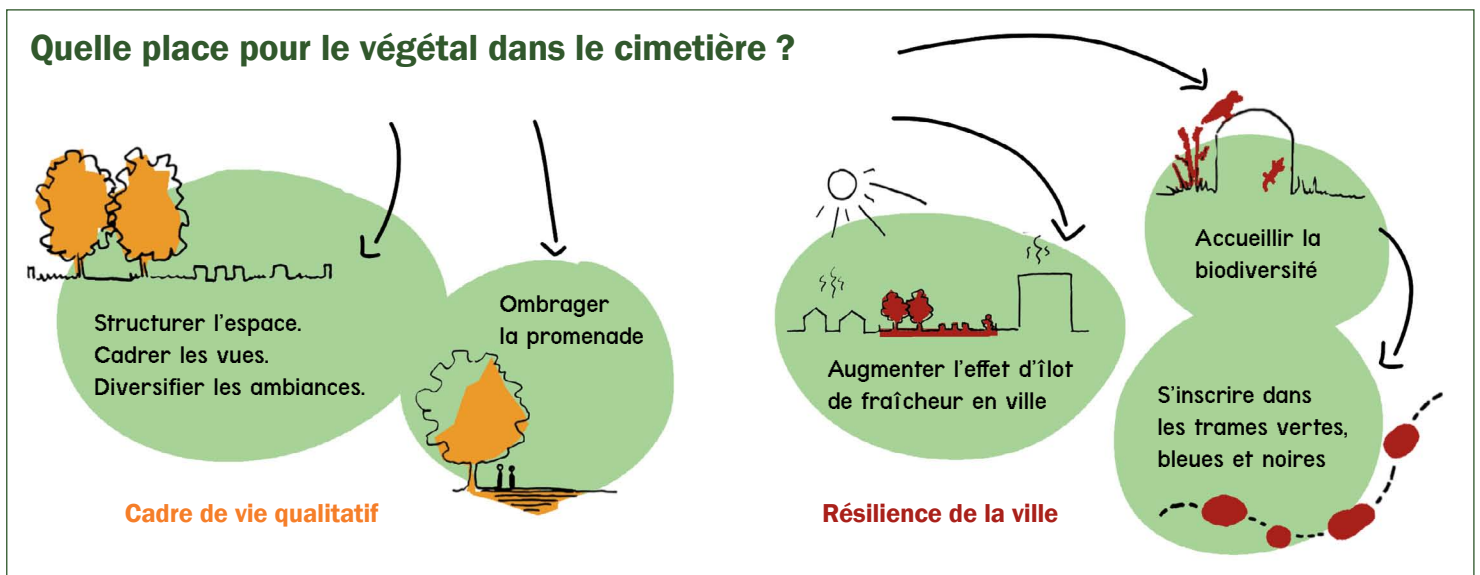 Quelle place pour le végétal dans le cimetière ?
Structurer l'espace.
Cadrer les vues.
Diversifier les ambiances.
Ombrager
la promenade
Cadre de vie qualitatif
Augmenter l'effet d'îlot
de fraîcheur en ville
Accueillir la
biodiversité
S'inscrire dans
les trames vertes,
bleues et noires
Résilience de la ville